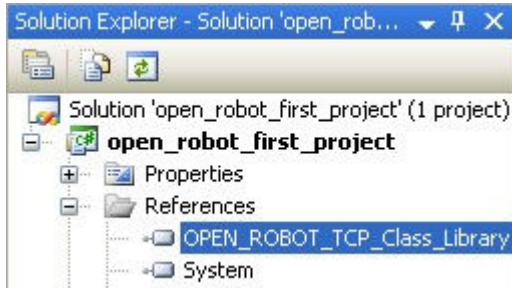 Solution Explorer - Solution 'open_rob...
Solution 'open_robot_first_project' (1 project)
open_robot_first_project
Properties
References
OPEN_ROBOT_TCP_Class_Library
System